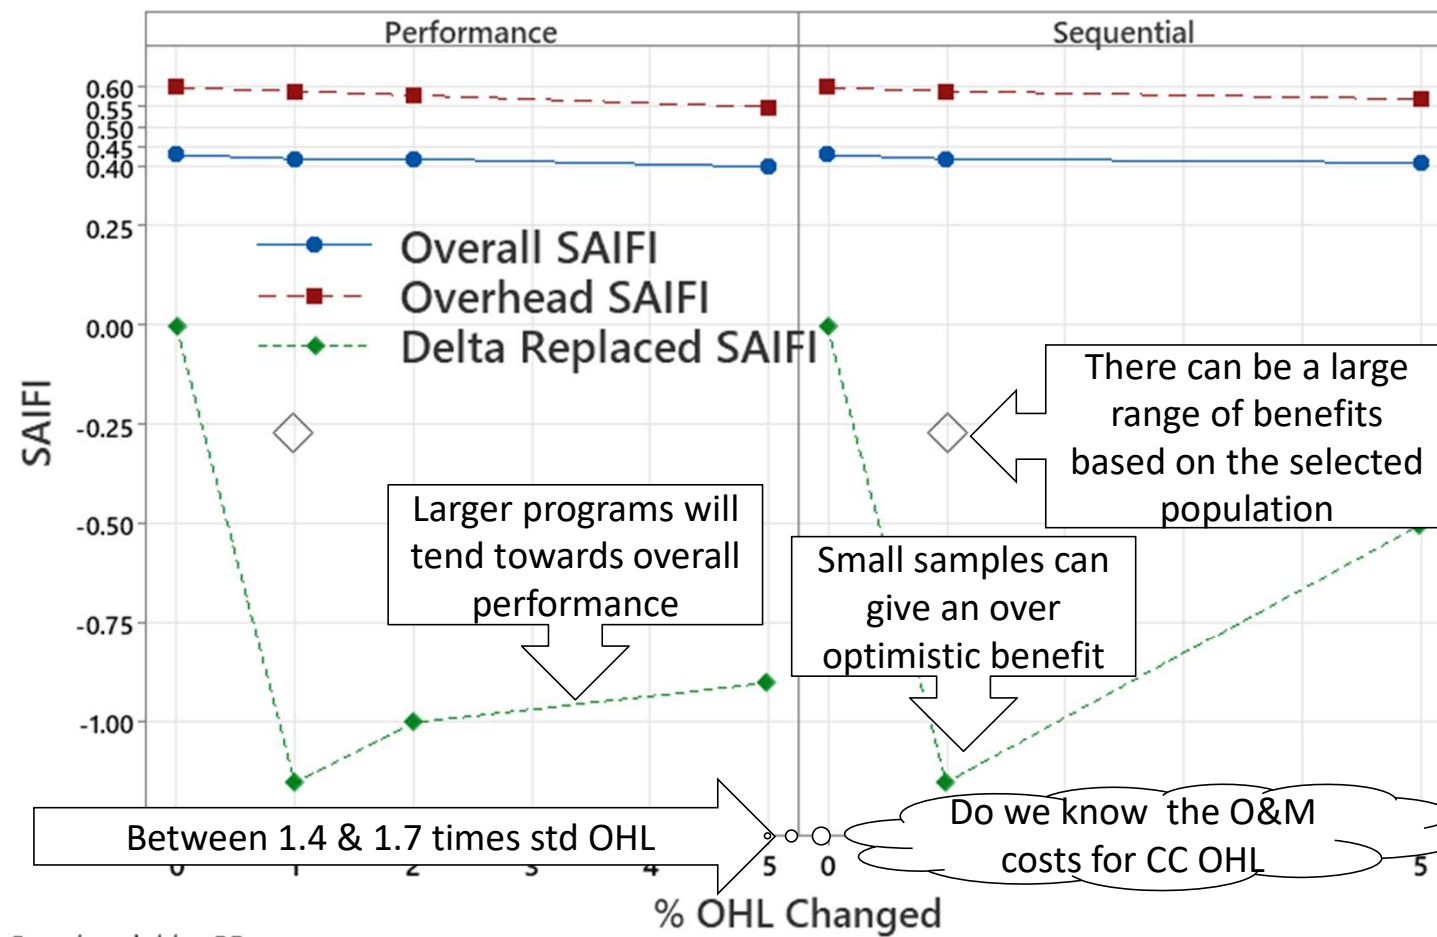 Performance
Sequential
0.60
0.55
0.50
0.45
0.40
0.25
0.00
-0.25
-0.50
-0.75
-1.00
SAIFI
Overall SAIFI
Overhead SAIFI
Delta Replaced SAIFI
There can be a large
range of benefits
based on the selected
population
Larger programs will
tend towards overall
performance
Small samples can
give an over
optimistic benefit
Between 1.4 & 1.7 times std OHL
Do we know the O&M
costs for CC OHL
0 1 2 3 4 5 0 5
% OHL Changed